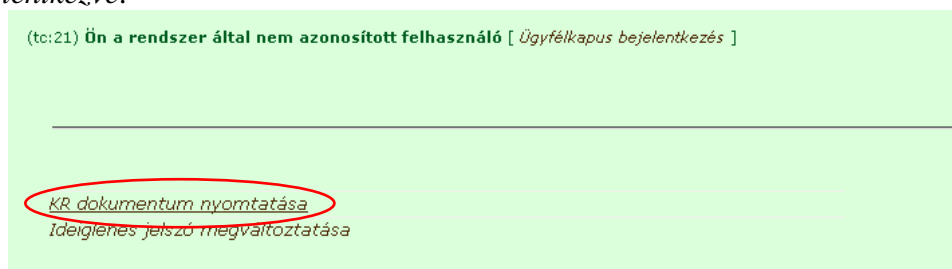 (tc:21) Ön a rendszer által nem azonosított felhasználó [ Ügyfélkapus bejelentkezés ]
KR dokumentum nyomtatása
Ideiglenes jelszó megváltoztatása